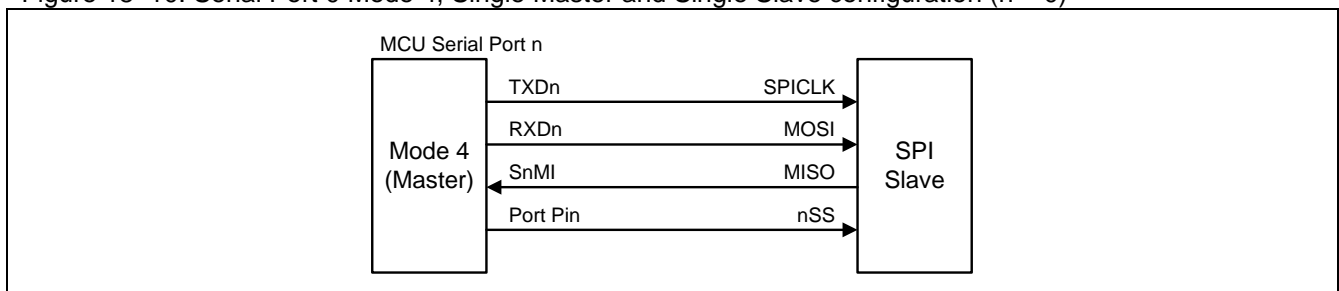 MCU Serial Port n
TXDn SPICLK
RXDn MOSI
Mode 4 SPI
(Master) SnMI MISO Slave
Port Pin nSS